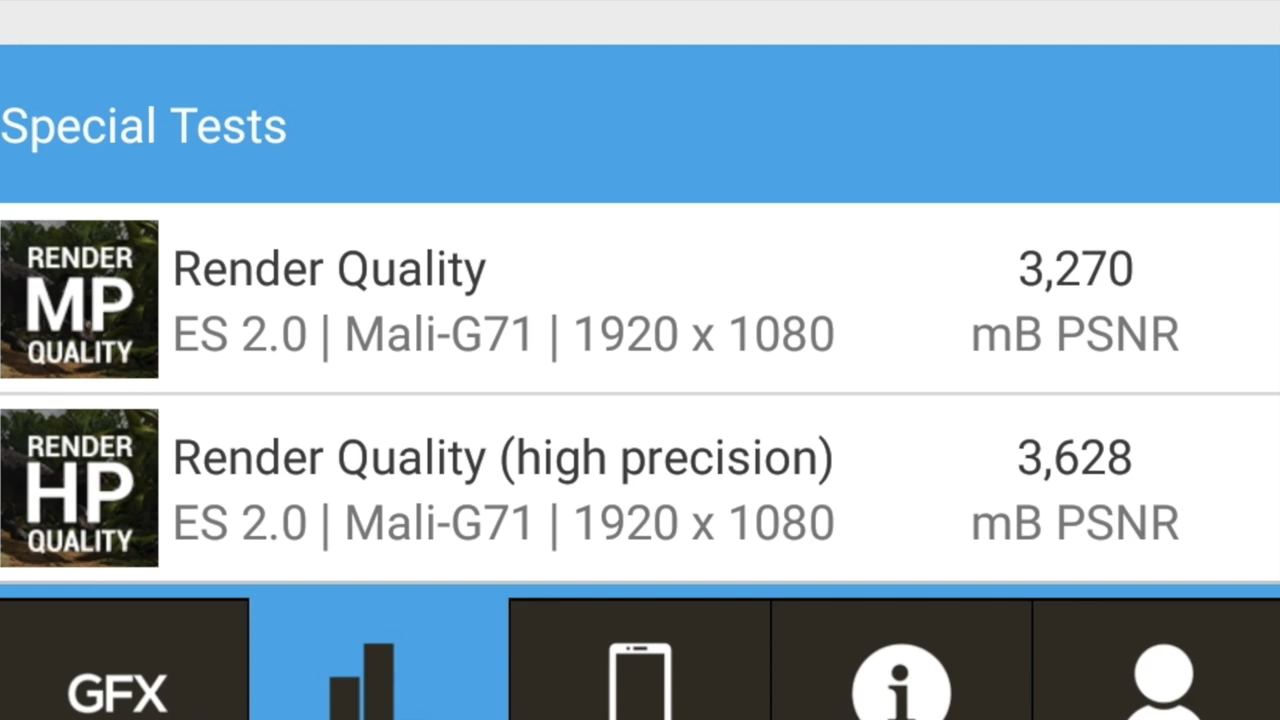 Special Tests
RENDER
MP
QUALITY
Render Quality
3,270
ES 2.0 | Mali-G71 | 1920 x 1080
mB PSNR
RENDER
HP
QUALITY
Render Quality (high precision)
3,628
ES 2.0 | Mali-G71 | 1920 x 1080
mB PSNR
GFX